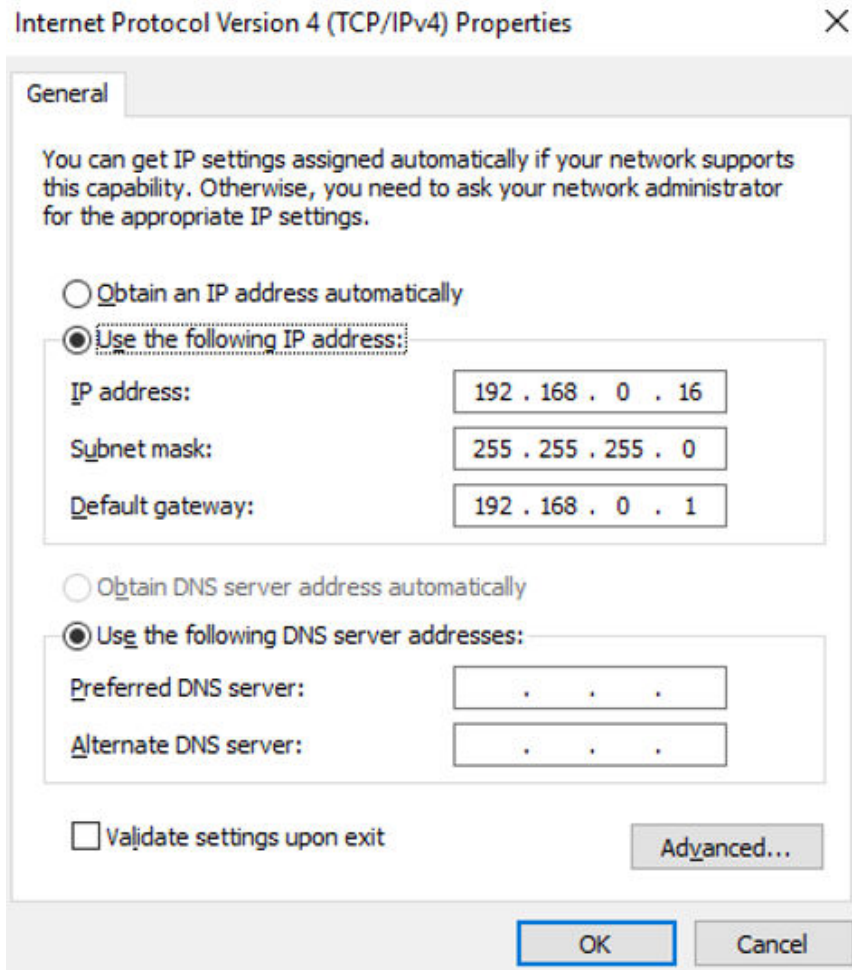 Internet Protocol Version 4 (TCP/IPv4) Properties
General
You can get IP settings assigned automatically if your network supports
this capability. Otherwise, you need to ask your network administrator
for the appropriate IP settings.
Obtain an IP address automatically
Use the following IP address:
IP address: 192 . 168 . 0 . 16
Subnet mask: 255 . 255 . 255 . 0
Default gateway: 192 . 168 . 0 . 1
Obtain DNS server address automatically
Use the following DNS server addresses:
Preferred DNS server: . . .
Alternate DNS server: . . .
Validate settings upon exit
Advanced...
OK Cancel